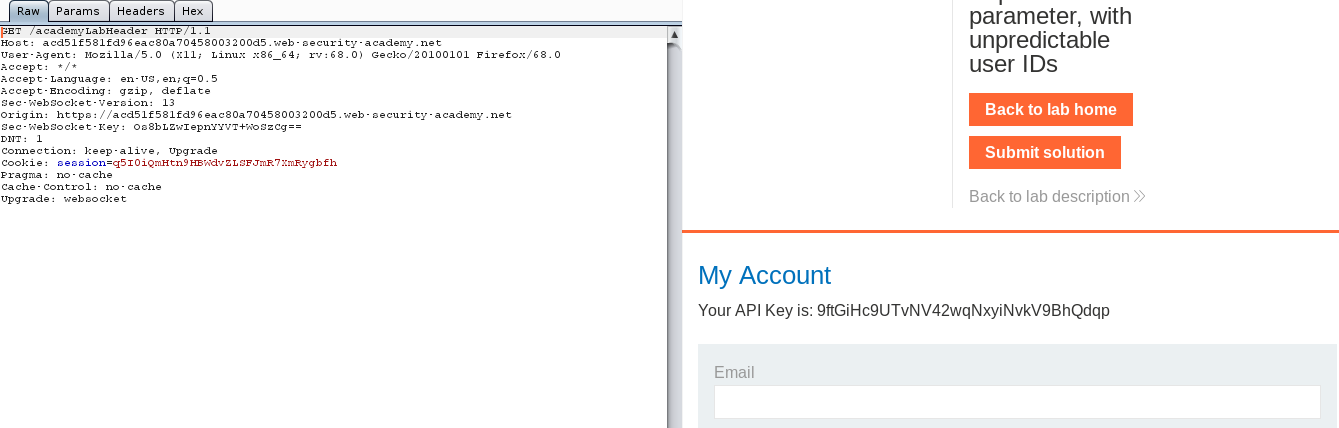 Raw Params Headers Hex
GET /academyLabHeader HTTP/1.1
Host: acd51f581fd96eac80a70458003200d5.web-security-academy.net
User-Agent: Mozilla/5.0 (X11; Linux x86_64; rv:68.0) Gecko/20100101 Firefox/68.0
Accept: */*
Accept-Language: en-US,en;q=0.5
Accept-Encoding: gzip, deflate
Sec-WebSocket-Version: 13
Origin: https://acd51f581fd96eac80a70458003200d5.web-security-academy.net
Sec-WebSocket-Key: Os8bLZwIepnYYVT+WoSzCg==
DNT: 1
Connection: keep-alive, Upgrade
Cookie: session=q5I0iQmHtn9HBWdvZLSFJmR7XmRygbfh
Pragma: no-cache
Cache-Control: no-cache
Upgrade: websocket
parameter, with
unpredictable
user IDs
Back to lab home
Submit solution
Back to lab description
My Account
Your API Key is: 9ftGiHc9UTvNV42wqNxyiNvkV9BhQdqp
Email